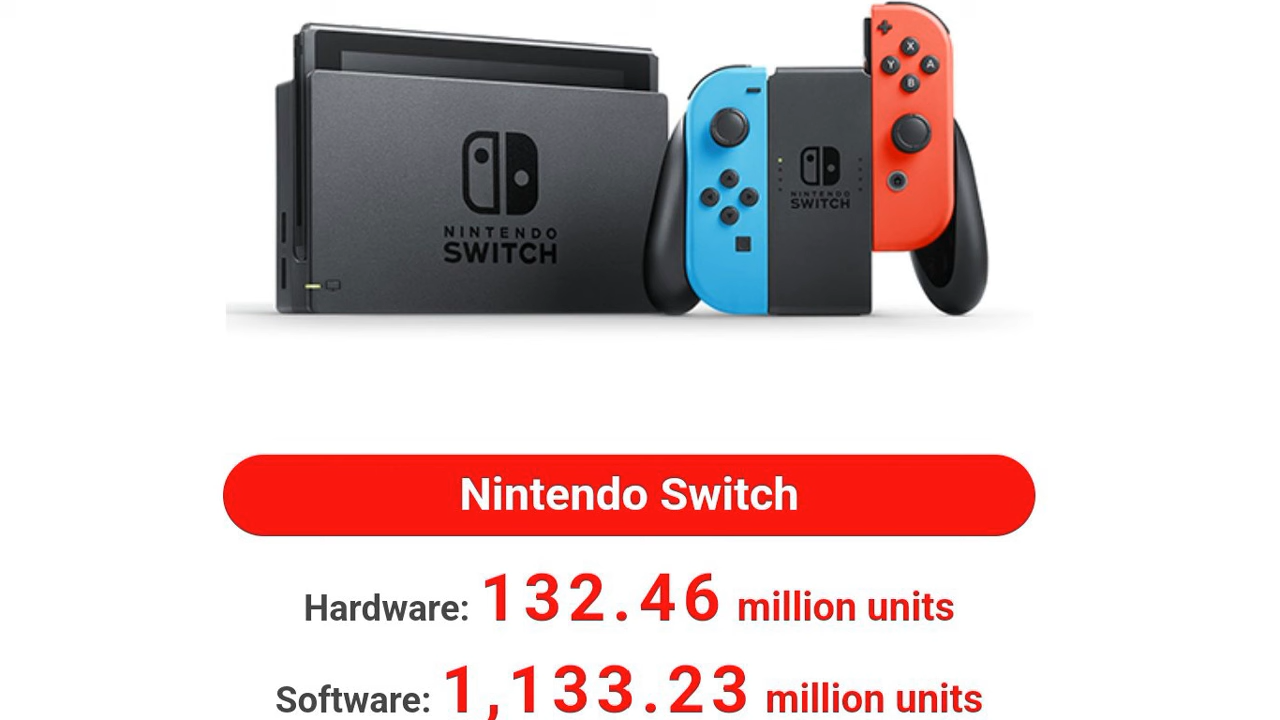 NINTENDO
SWITCH
X
Y A
B
NINTENDO
SWITCH
Nintendo Switch
Hardware: 132.46 million units
Software: 1,133.23 million units